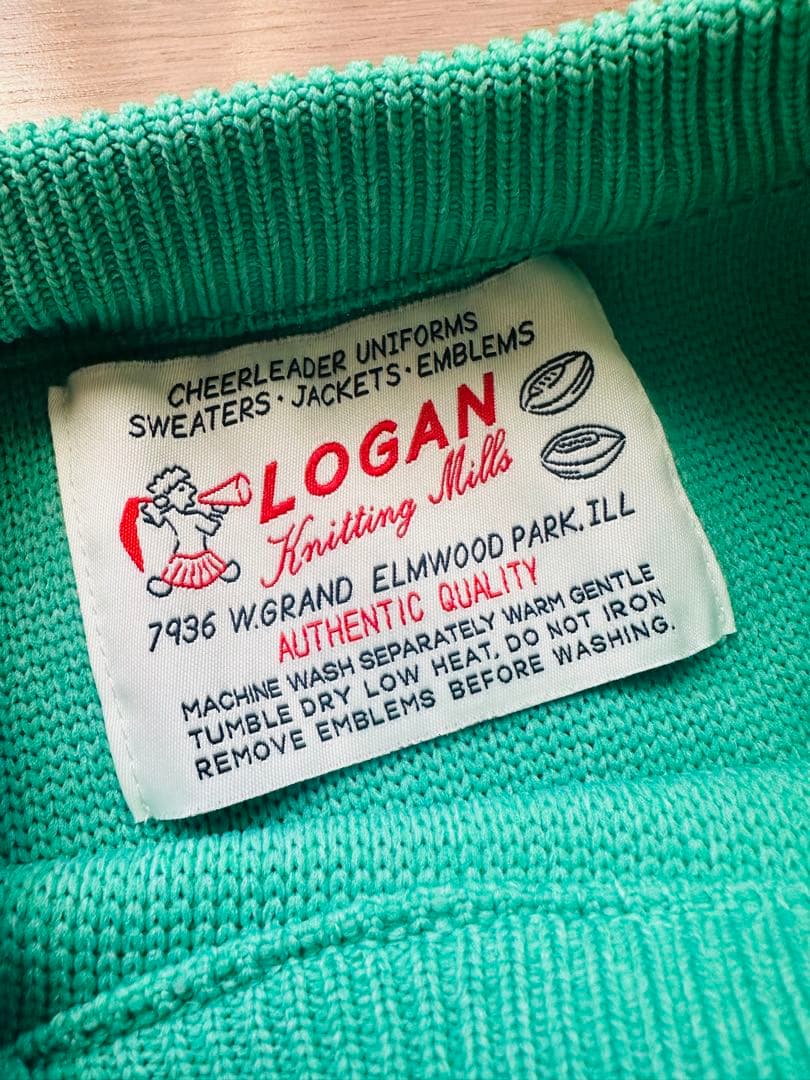 CHEERLEADER UNIFORMS
SWEATERS · JACKETS · EMBLEMS
LOGAN
Knitting Mills
7936 W.GRAND ELMWOOD PARK, ILL
AUTHENTIC QUALITY
MACHINE WASH SEPARATELY WARM GENTLE
TUMBLE DRY LOW HEAT. DO NOT IRON
REMOVE EMBLEMS BEFORE WASHING.